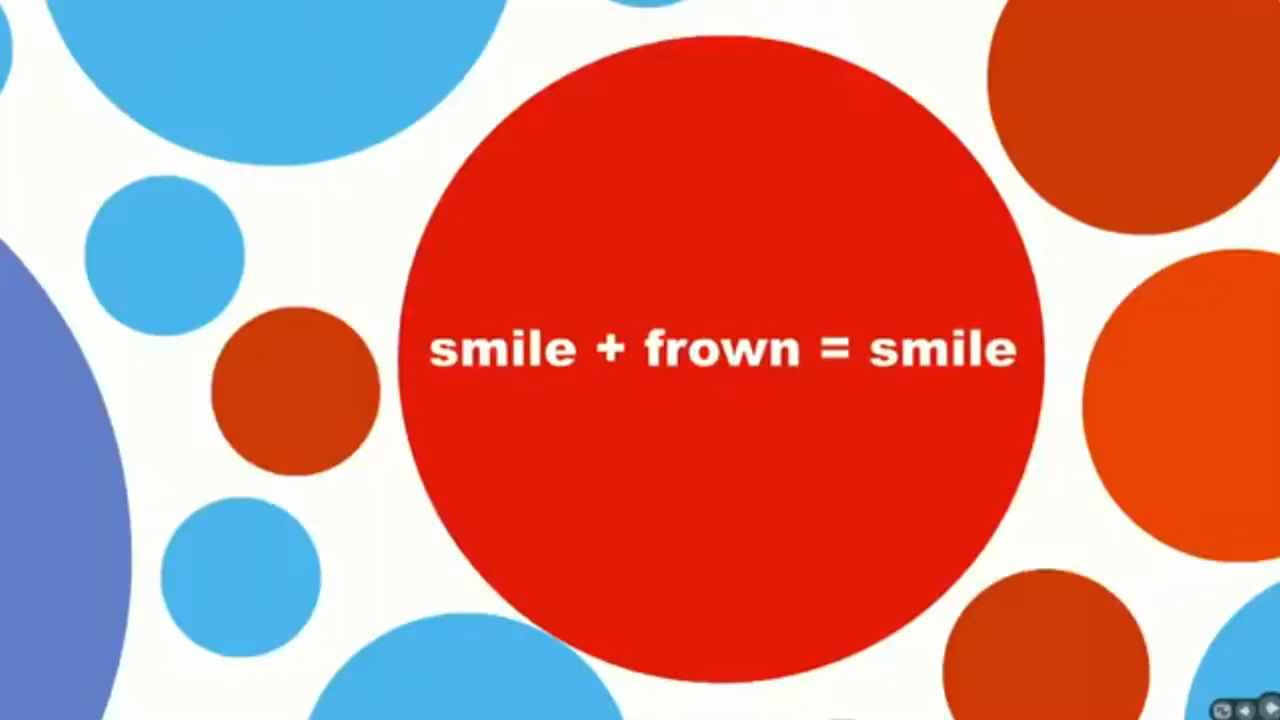 smile + frown = smile